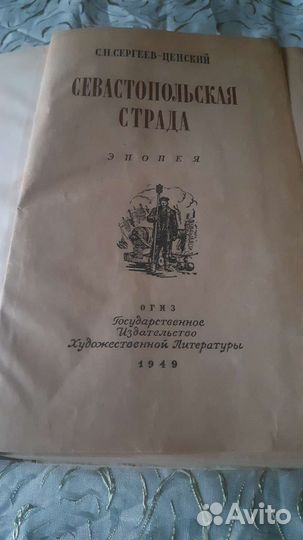 С.Н.СЕРГЕЕВ-ЦЕНСКИЙ
СЕВАСТОПОЛЬСКАЯ
СТРАДА
ЭПОПЕЯ
ОГИЗ
Государственное
Издательство
Художественной Литературы
1949
Avito